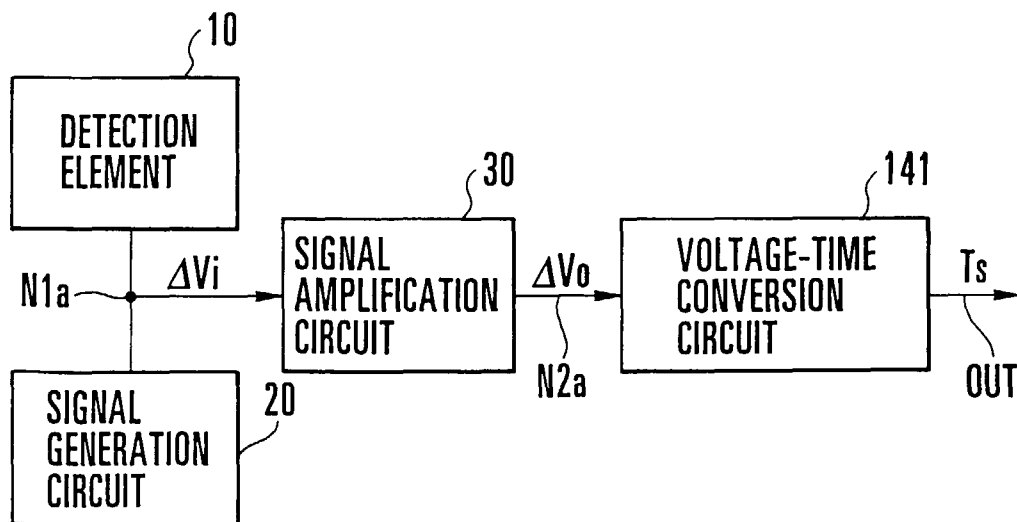 10
DETECTION
ELEMENT
N1a
ΔVi
30
SIGNAL
AMPLIFICATION
CIRCUIT
ΔVo
N2a
141
VOLTAGE-TIME
CONVERSION
CIRCUIT
Ts
OUT
20
SIGNAL
GENERATION
CIRCUIT